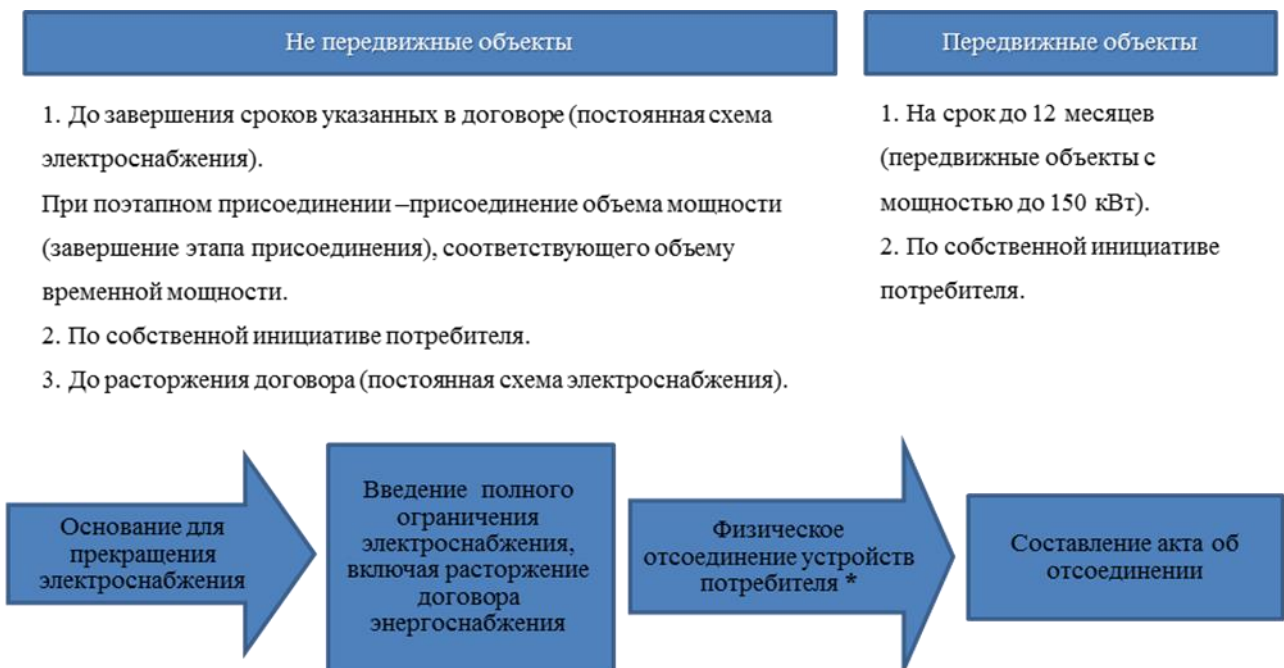 Не передвижные объекты
1. До завершения сроков указанных в договоре (постоянная схема
электроснабжения).
При поэтапном присоединении –присоединение объема мощности
(завершение этапа присоединения), соответствующего объему
временной мощности.
2. По собственной инициативе потребителя.
3. До расторжения договора (постоянная схема электроснабжения).
Передвижные объекты
1. На срок до 12 месяцев
(передвижные объекты с
мощностью до 150 кВт).
2. По собственной инициативе
потребителя.
Основание для
прекращения
электроснабжения
Введение полного
ограничения
электроснабжения,
включая расторжение
договора
энергоснабжения
Физическое
отсоединение устройств
потребителя *
Составление акта об
отсоединении